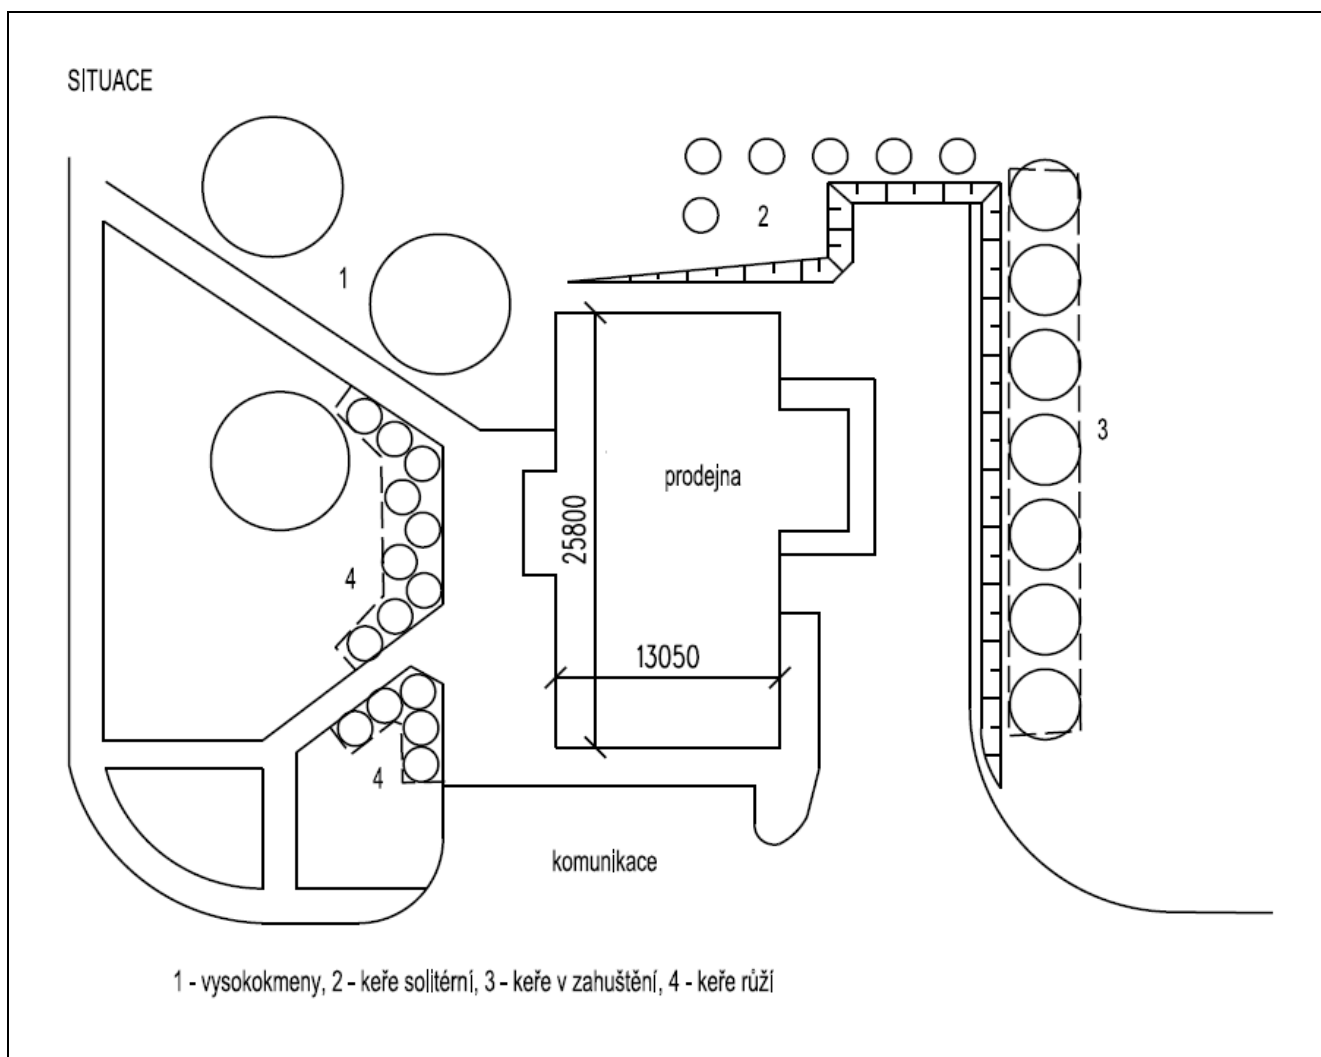 SITUACE
2
1
3
prodejna
25800
4
13050
4
komunikace
1 - vysokokmeny, 2 - keře solitérní, 3 - keře v zahuštění, 4 - keře růží